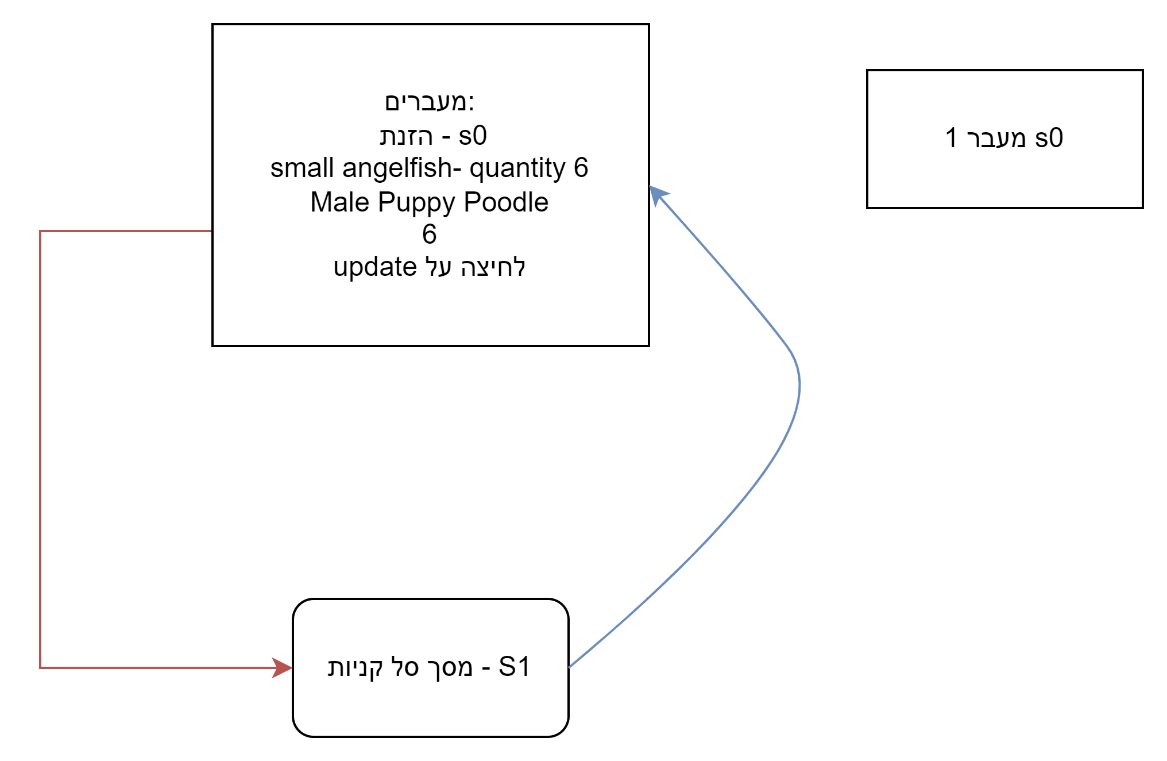 מעברים:
s0 - הזנת
small angelfish- quantity 6
Male Puppy Poodle
6
לחיצה על update
s0 מעבר 1
S1 - מסך סל קניות